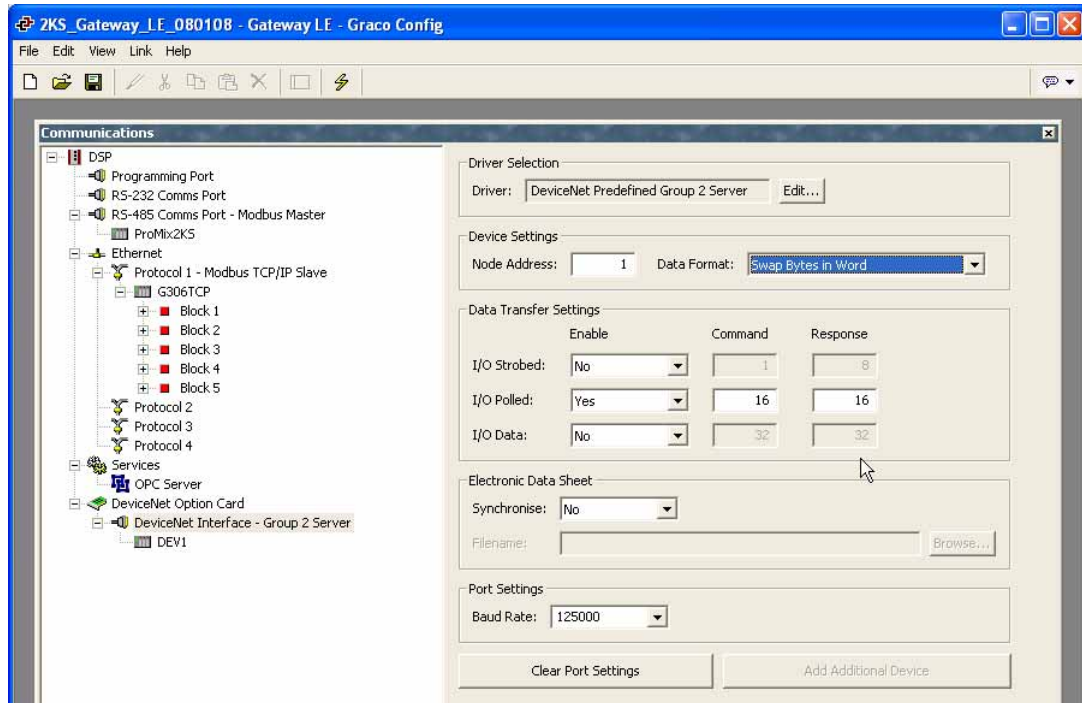 2KS_Gateway_LE_080108 - Gateway LE - Graco Config
File Edit View Link Help
Communications
DSP
Programming Port
RS-232 Comms Port
RS-485 Comms Port - Modbus Master
ProMix2KS
Ethernet
Protocol 1 - Modbus TCP/IP Slave
G306TCP
Block 1
Block 2
Block 3
Block 4
Block 5
Protocol 2
Protocol 3
Protocol 4
Services
OPC Server
DeviceNet Option Card
DeviceNet Interface - Group 2 Server
DEV1
Driver Selection
Driver: DeviceNet Predefined Group 2 Server Edit...
Device Settings
Node Address: 1 Data Format: Swap Bytes in Word
Data Transfer Settings
Enable Command Response
I/O Strobed: No 1 8
I/O Polled: Yes 16 16
I/O Data: No 32 32
Electronic Data Sheet
Synchronise: No
Filename: Browse...
Port Settings
Baud Rate: 125000
Clear Port Settings Add Additional Device